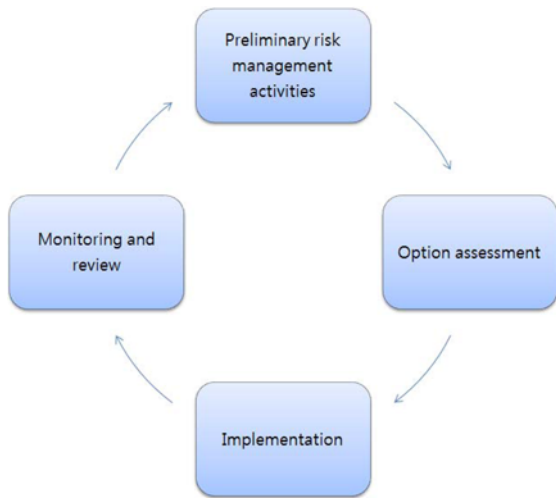 Preliminary risk
management
activities
Option assessment
Implementation
Monitoring and
review